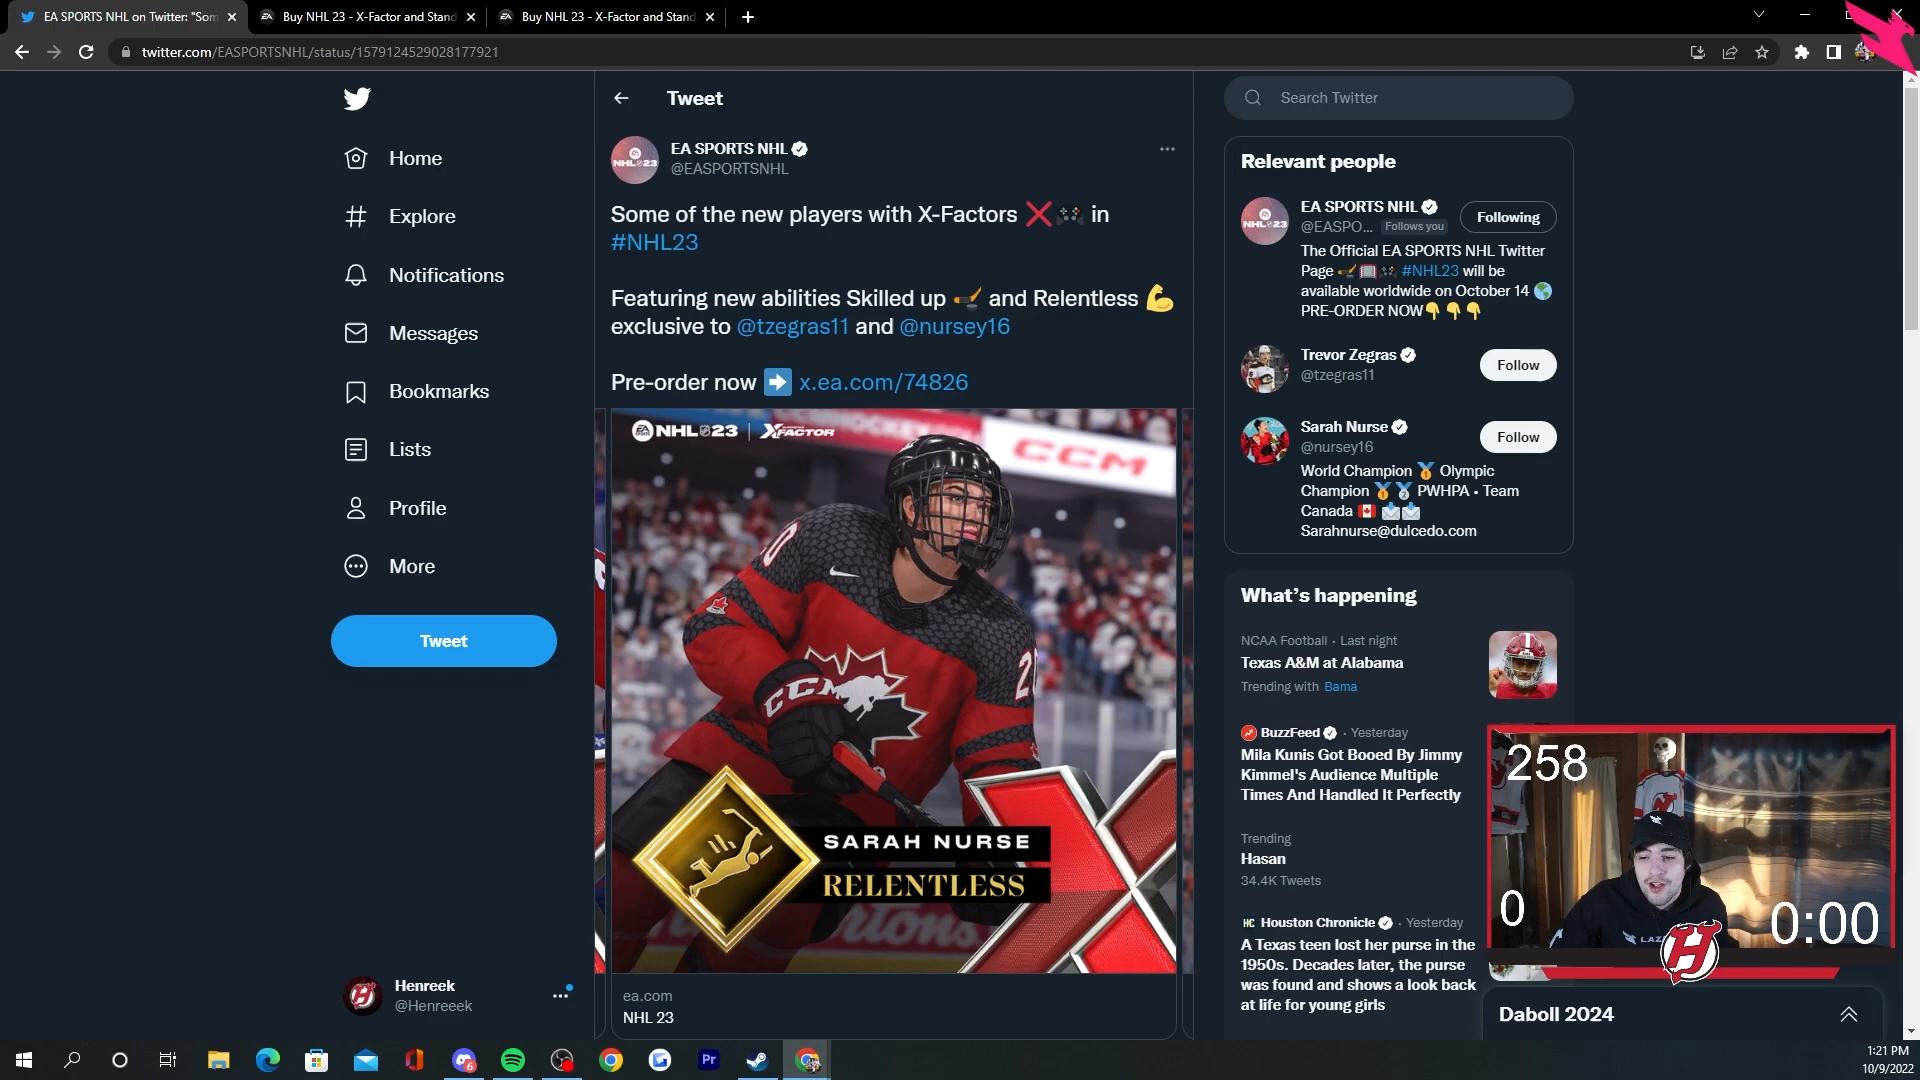 EA SPORTS NHL on Twitter: "Som
Buy NHL 23 - X-Factor and Stand
Buy NHL 23 - X-Factor and Stand
twitter.com/EASPORTSNHL/status/1579124529028177921
Home
Explore
Notifications
Messages
Bookmarks
Lists
Profile
More
Tweet
Henreek
@Henreeek
Tweet
EA SPORTS NHL
@EASPORTSNHL
Some of the new players with X-Factors ❌🎮 in
#NHL23
Featuring new abilities Skilled up 🏒 and Relentless 💪
exclusive to @tzegras11 and @nursey16
Pre-order now ➡️ x.ea.com/74826
EA SPORTS NHL 23 | X FACTOR
CCM
CCM
SARAH NURSE
RELENTLESS
ea.com
NHL 23
Search Twitter
Relevant people
EA SPORTS NHL
@EASPO... Follows you
Following
The Official EA SPORTS NHL Twitter
Page 🏒🥅🎮 #NHL23 will be
available worldwide on October 14 🌎
PRE-ORDER NOW👇👇👇
Trevor Zegras
@tzegras11
Follow
Sarah Nurse
@nursey16
Follow
World Champion 🥇 Olympic
Champion 🥇🥈 PWHPA • Team
Canada 🇨🇦 📩📩
Sarahnurse@dulcedo.com
What's happening
NCAA Football · Last night
Texas A&M at Alabama
Trending with Bama
BuzzFeed · Yesterday
Mila Kunis Got Booed By Jimmy
Kimmel's Audience Multiple
Times And Handled It Perfectly
Trending
Hasan
34.4K Tweets
Houston Chronicle · Yesterday
A Texas teen lost her purse in the
1950s. Decades later, the purse
was found and shows a look back
at life for young girls
258
0
0:00
H
Daboll 2024
1:21 PM
10/9/2022